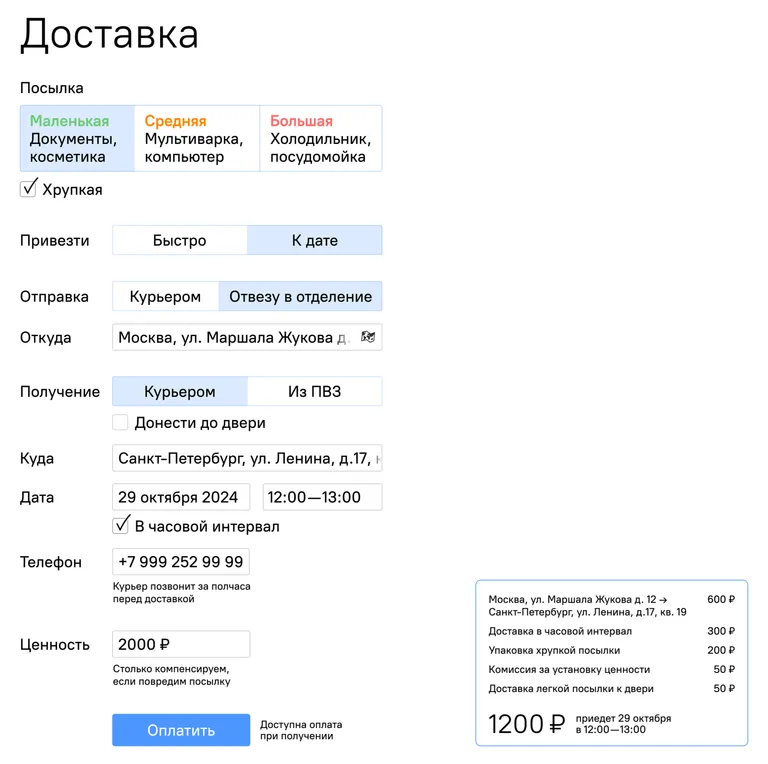 Доставка
Посылка
Маленькая
Документы,
косметика
Средняя
Мультиварка,
компьютер
Большая
Холодильник,
посудомойка
Хрупкая
Привезти
Быстро
К дате
Отправка
Курьером
Отвезу в отделение
Откуда
Москва, ул. Маршала Жукова д.
Получение
Курьером
Из ПВЗ
Донести до двери
Куда
Санкт-Петербург, ул. Ленина, д.17,
Дата
29 октября 2024
12:00—13:00
В часовой интервал
Телефон
+7 999 252 99 99
Курьер позвонит за полчаса
перед доставкой
Ценность
2000 ₽
Столько компенсируем,
если повредим посылку
Оплатить
Доступна оплата
при получении
Москва, ул. Маршала Жукова д. 12 → 600 ₽
Санкт-Петербург, ул. Ленина, д.17, кв. 19
Доставка в часовой интервал 300 ₽
Упаковка хрупкой посылки 200 ₽
Комиссия за установку ценности 50 ₽
Доставка легкой посылки к двери 50 ₽
1200 ₽
приедет 29 октября
в 12:00—13:00